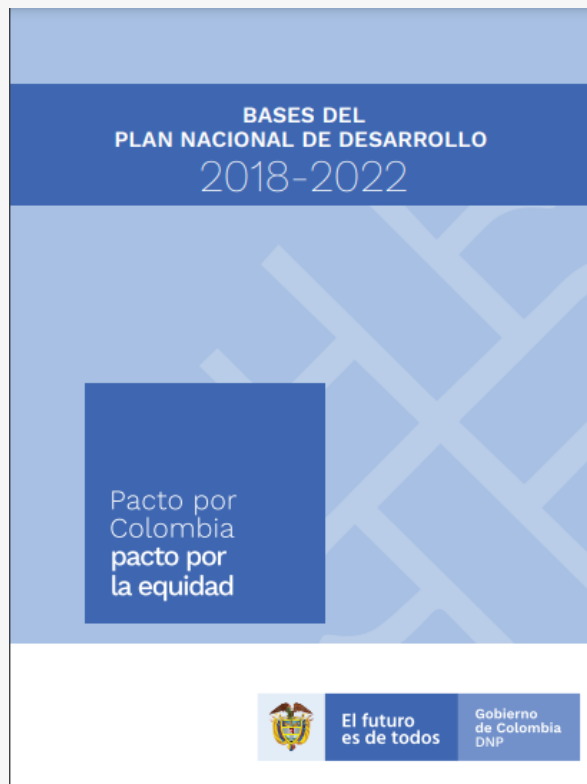 BASES DEL
PLAN NACIONAL DE DESARROLLO
2018-2022
Pacto por
Colombia
pacto por
la equidad
El futuro
es de todos
Gobierno
de Colombia
DNP